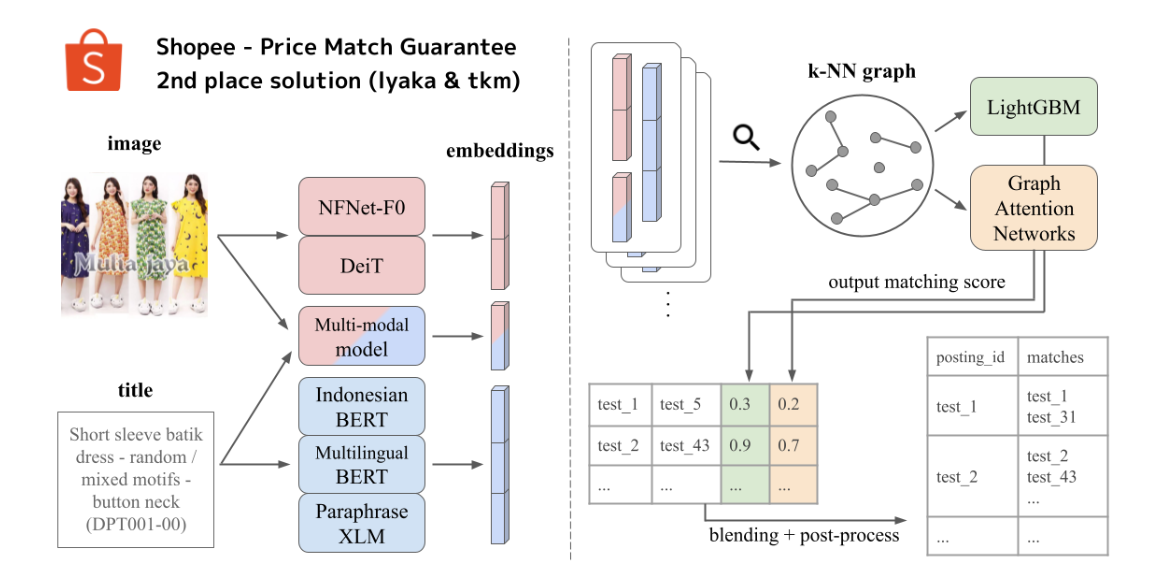 S
Shopee - Price Match Guarantee
2nd place solution (lyaka & tkm)
image
Mulia jaya
title
Short sleeve batik
dress - random /
mixed motifs -
button neck
(DPT001-00)
embeddings
NFNet-F0
DeiT
Multi-modal
model
Indonesian
BERT
Multilingual
BERT
Paraphrase
XLM
k-NN graph
LightGBM
Graph
Attention
Networks
output matching score
test_1 test_5 0.3 0.2
test_2 test_43 0.9 0.7
... ... ... ...
blending + post-process
posting_id matches
test_1 test_1
test_31
test_2 test_2
test_43
...
... ...